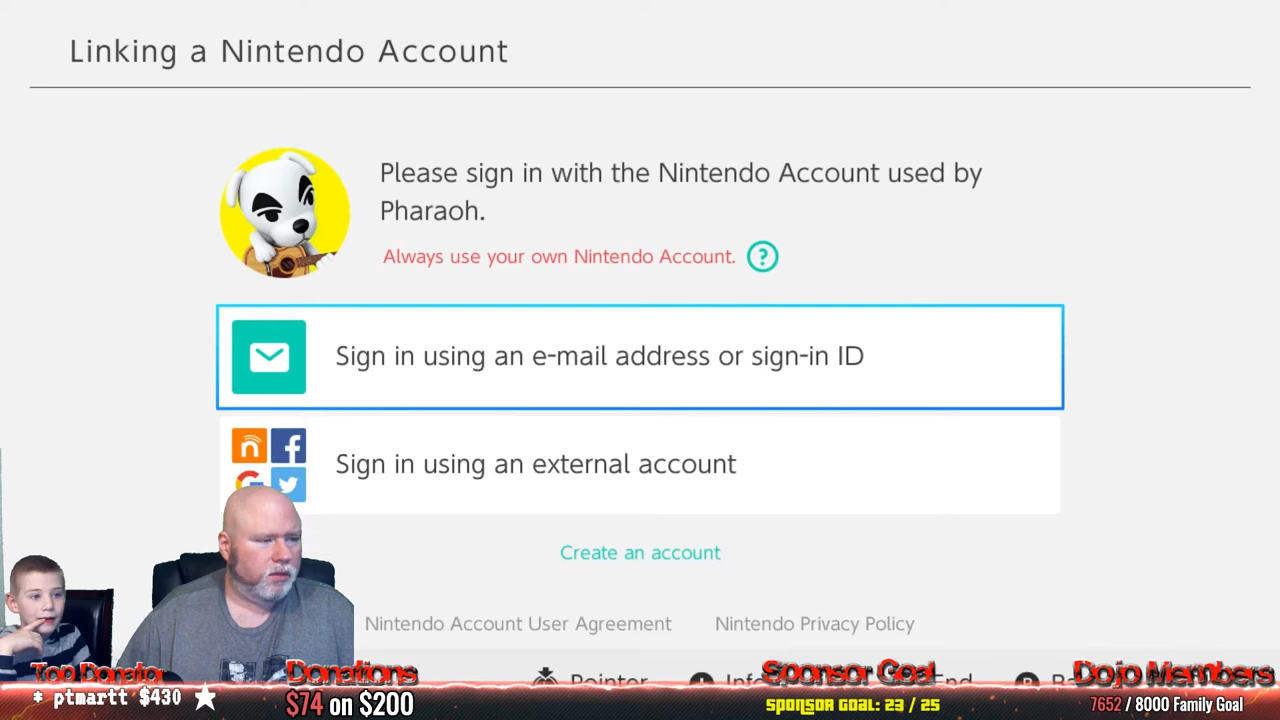 Linking a Nintendo Account
Please sign in with the Nintendo Account used by
Pharaoh.
Always use your own Nintendo Account. ?
Sign in using an e-mail address or sign-in ID
Sign in using an external account
Create an account
Nintendo Account User Agreement Nintendo Privacy Policy
Pointer
Top Donator
* ptmartt $430
Donations
$74 on $200
Sponsor Goal
SPONSOR GOAL: 23 / 25
Dojo Members
7652 / 8000 Family Goal